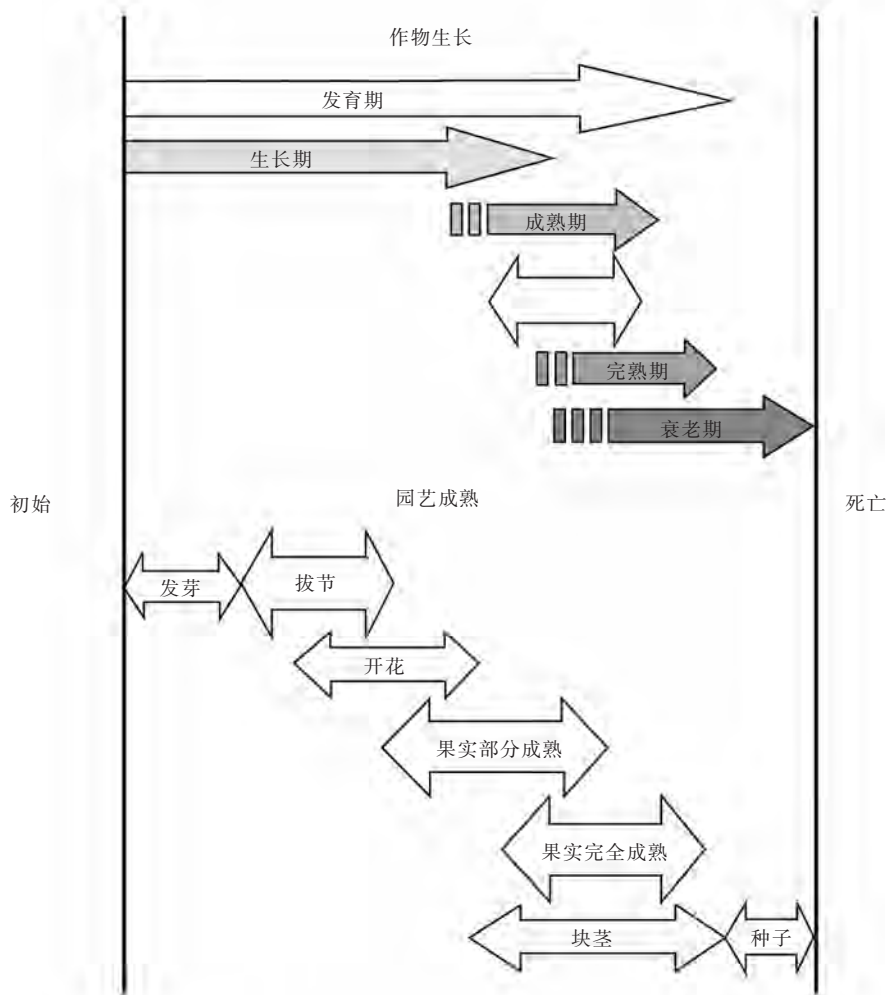 作物生长
发育期
生长期
成熟期
完熟期
衰老期
初始
园艺成熟
死亡
发芽
拔节
开花
果实部分成熟
果实完全成熟
块茎
种子